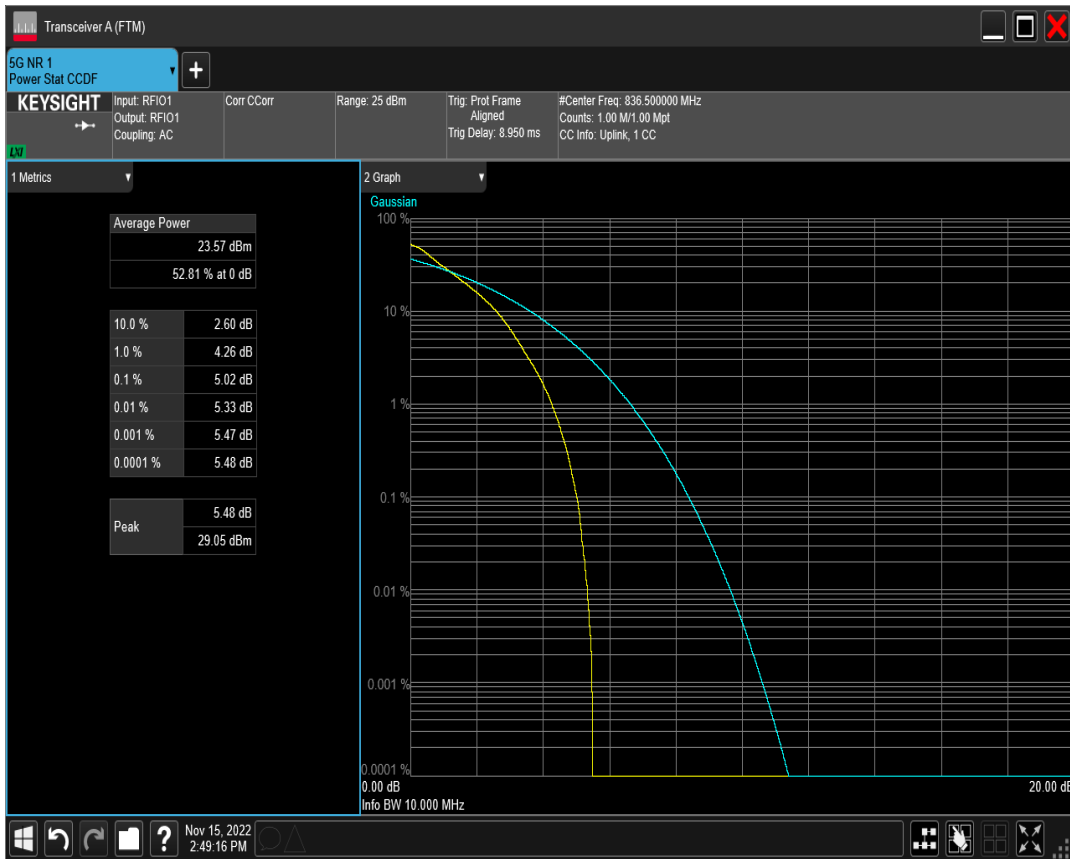 Transceiver A (FTM)
5G NR 1
Power Stat CCDF
+
KEYSIGHT
LXI
Input: RFIO1
Output: RFIO1
Coupling: AC
Corr CCorr
Range: 25 dBm
Trig: Prot Frame
Aligned
Trig Delay: 8.950 ms
#Center Freq: 836.500000 MHz
Counts: 1.00 M/1.00 Mpt
CC Info: Uplink, 1 CC
1 Metrics
Average Power
23.57 dBm
52.81 % at 0 dB
10.0 % 2.60 dB
1.0 % 4.26 dB
0.1 % 5.02 dB
0.01 % 5.33 dB
0.001 % 5.47 dB
0.0001 % 5.48 dB
Peak 5.48 dB
29.05 dBm
2 Graph
Gaussian
100 %
10 %
1 %
0.1 %
0.01 %
0.001 %
0.0001 %
0.00 dB 20.00 dB
Info BW 10.000 MHz
?
Nov 15, 2022
2:49:16 PM